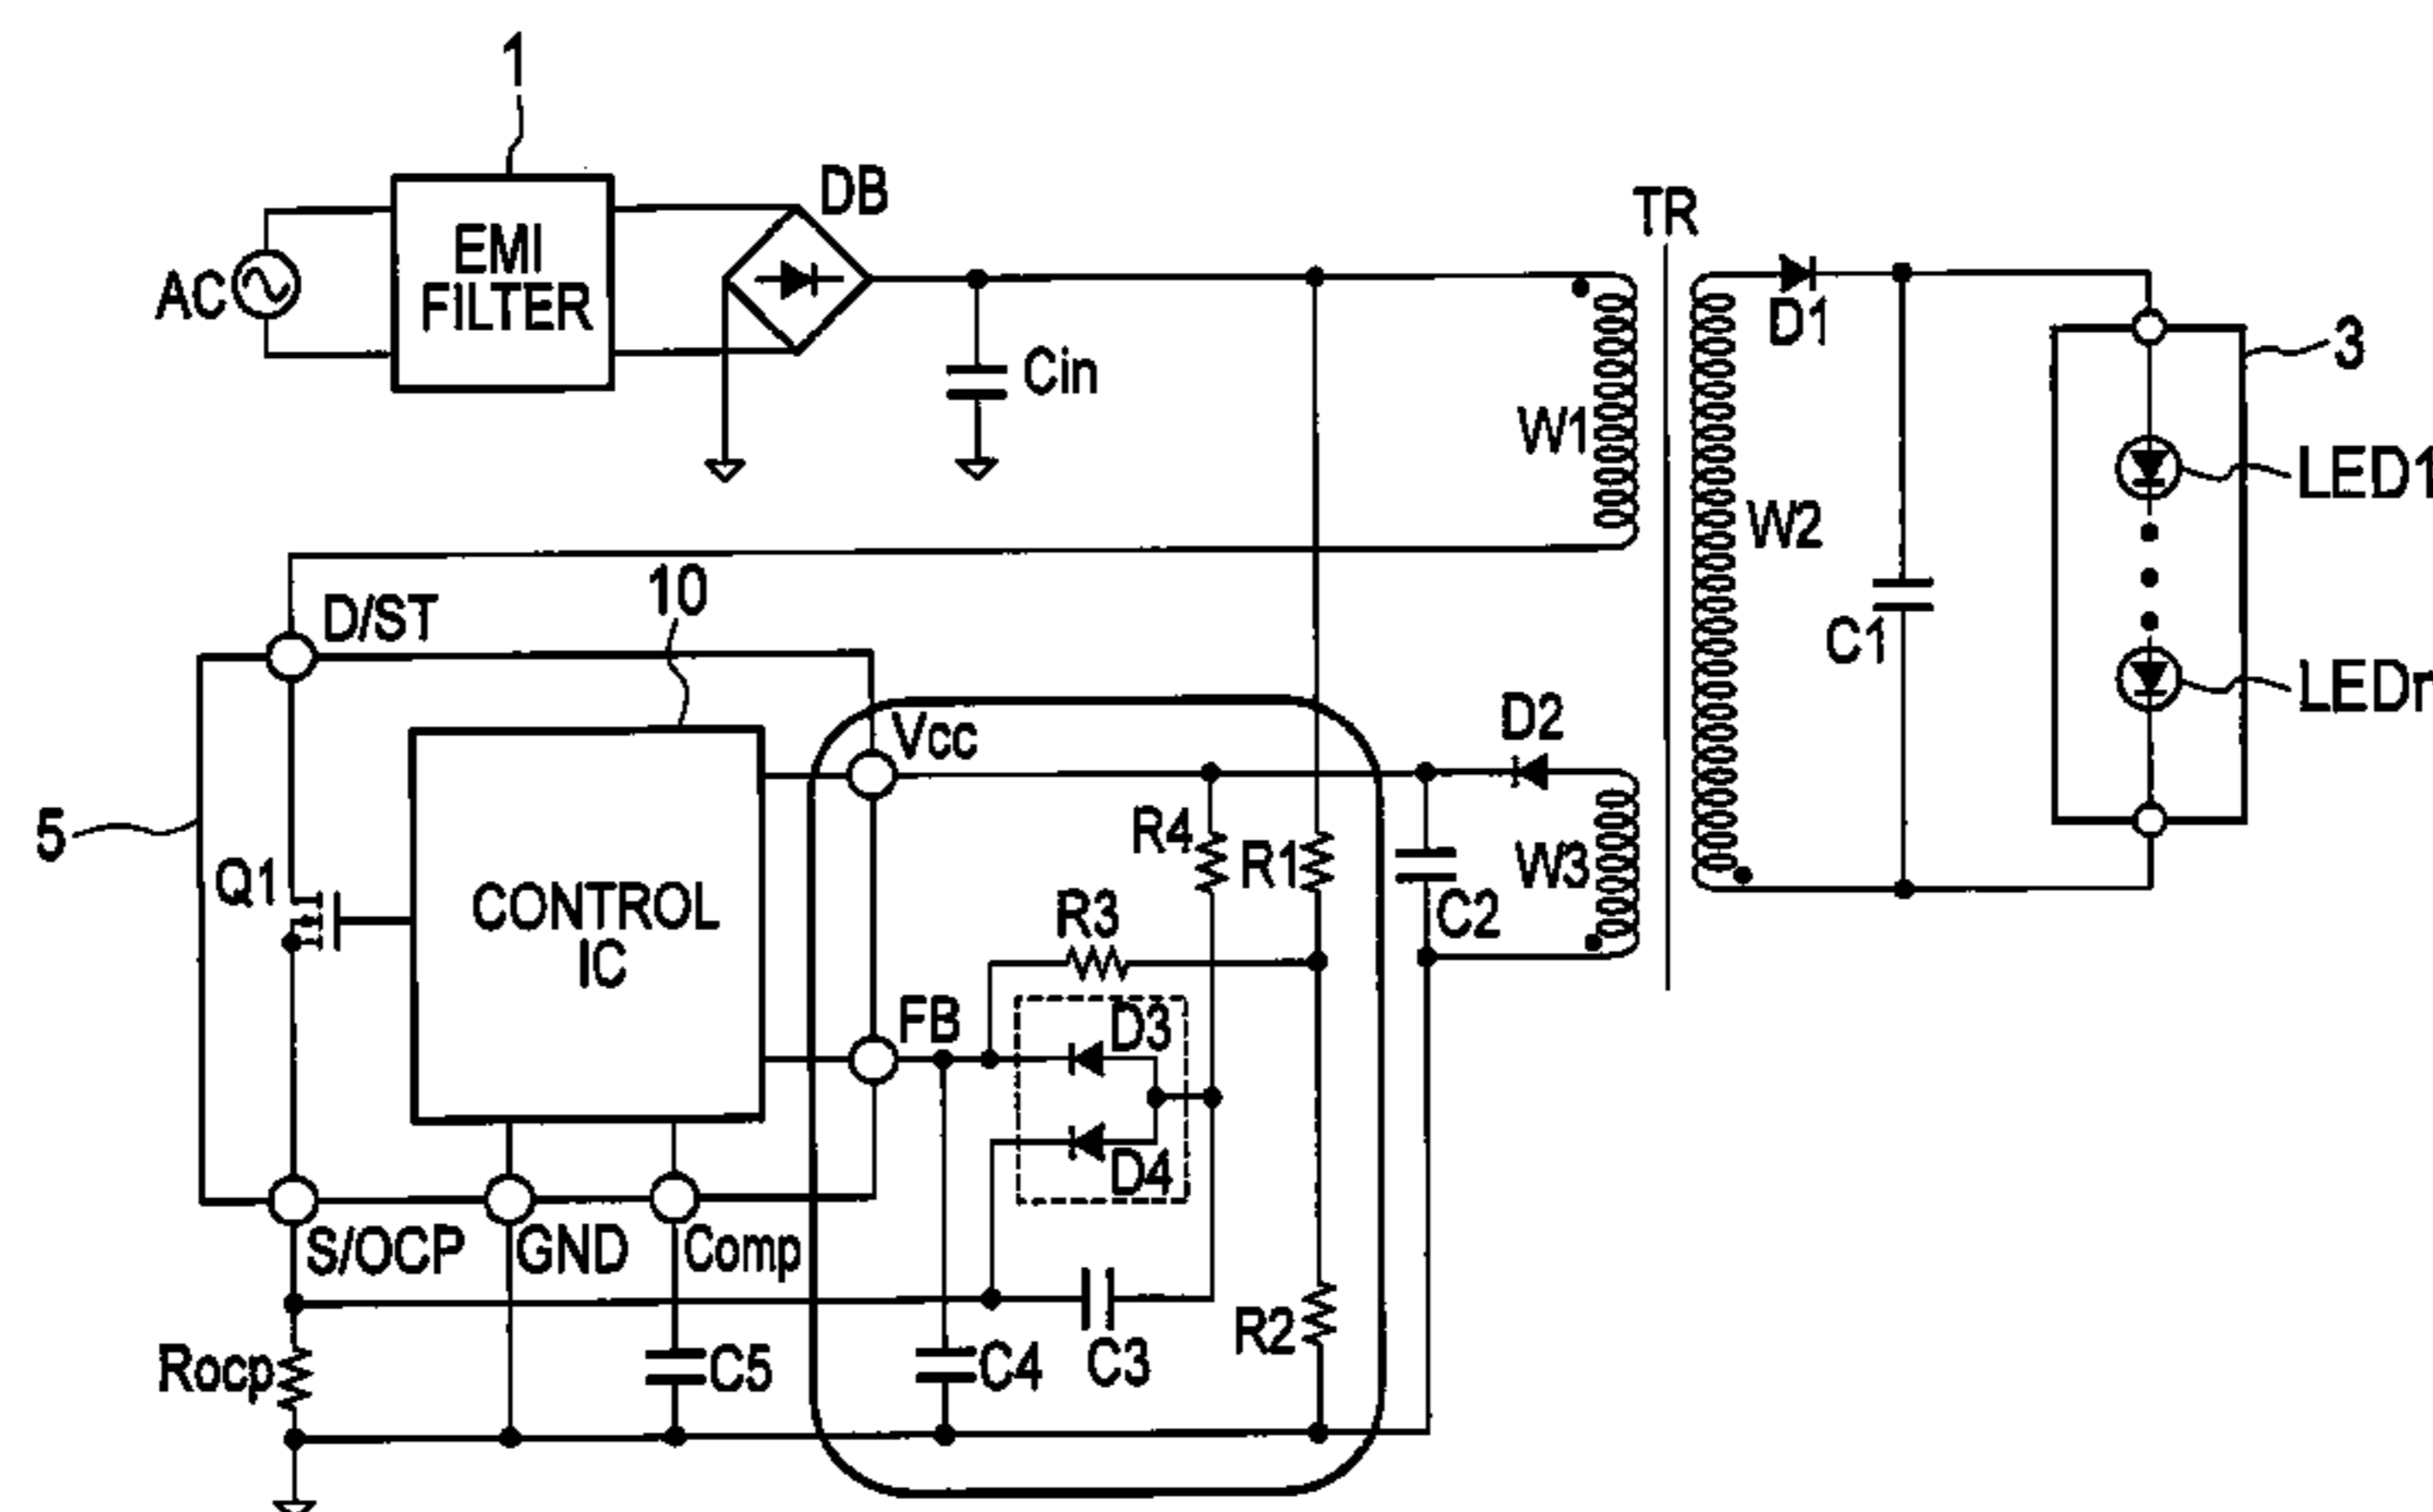 1
DB
TR
EMI
FILTER
AC
D1
3
Cin
W1
LED1
W2
10
D/ST
C1
LEDn
Vcc
D2
5
R4
R1
W3
Q1
CONTROL
IC
R3
C2
FB
D3
D4
S/OCP
GND
Comp
R2
Rocp
C5
C4
C3